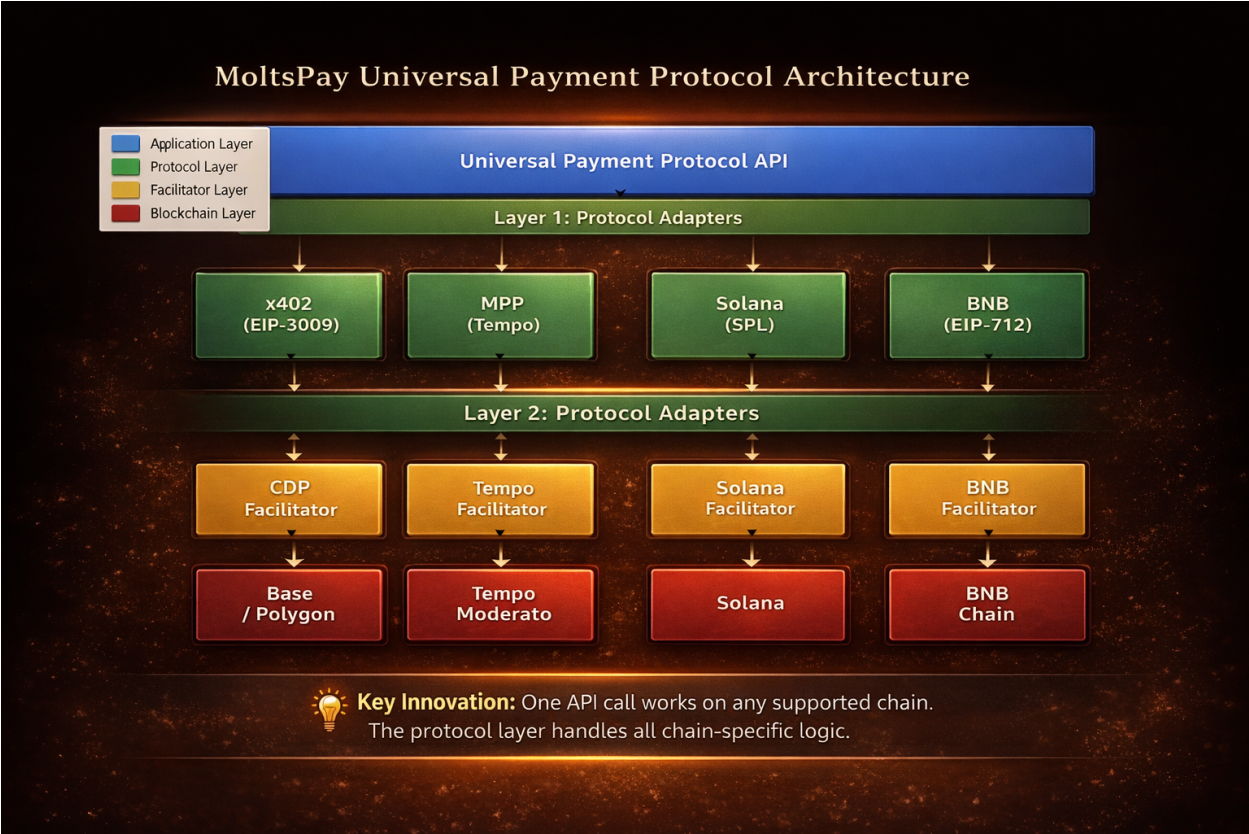 MoltsPay Universal Payment Protocol Architecture
Application Layer
Protocol Layer
Facilitator Layer
Blockchain Layer
Universal Payment Protocol API
Layer 1: Protocol Adapters
x402
(EIP-3009)
MPP
(Tempo)
Solana
(SPL)
BNB
(EIP-712)
Layer 2: Protocol Adapters
CDP
Facilitator
Tempo
Facilitator
Solana
Facilitator
BNB
Facilitator
Base
/ Polygon
Tempo
Moderato
Solana
BNB
Chain
Key Innovation: One API call works on any supported chain.
The protocol layer handles all chain-specific logic.